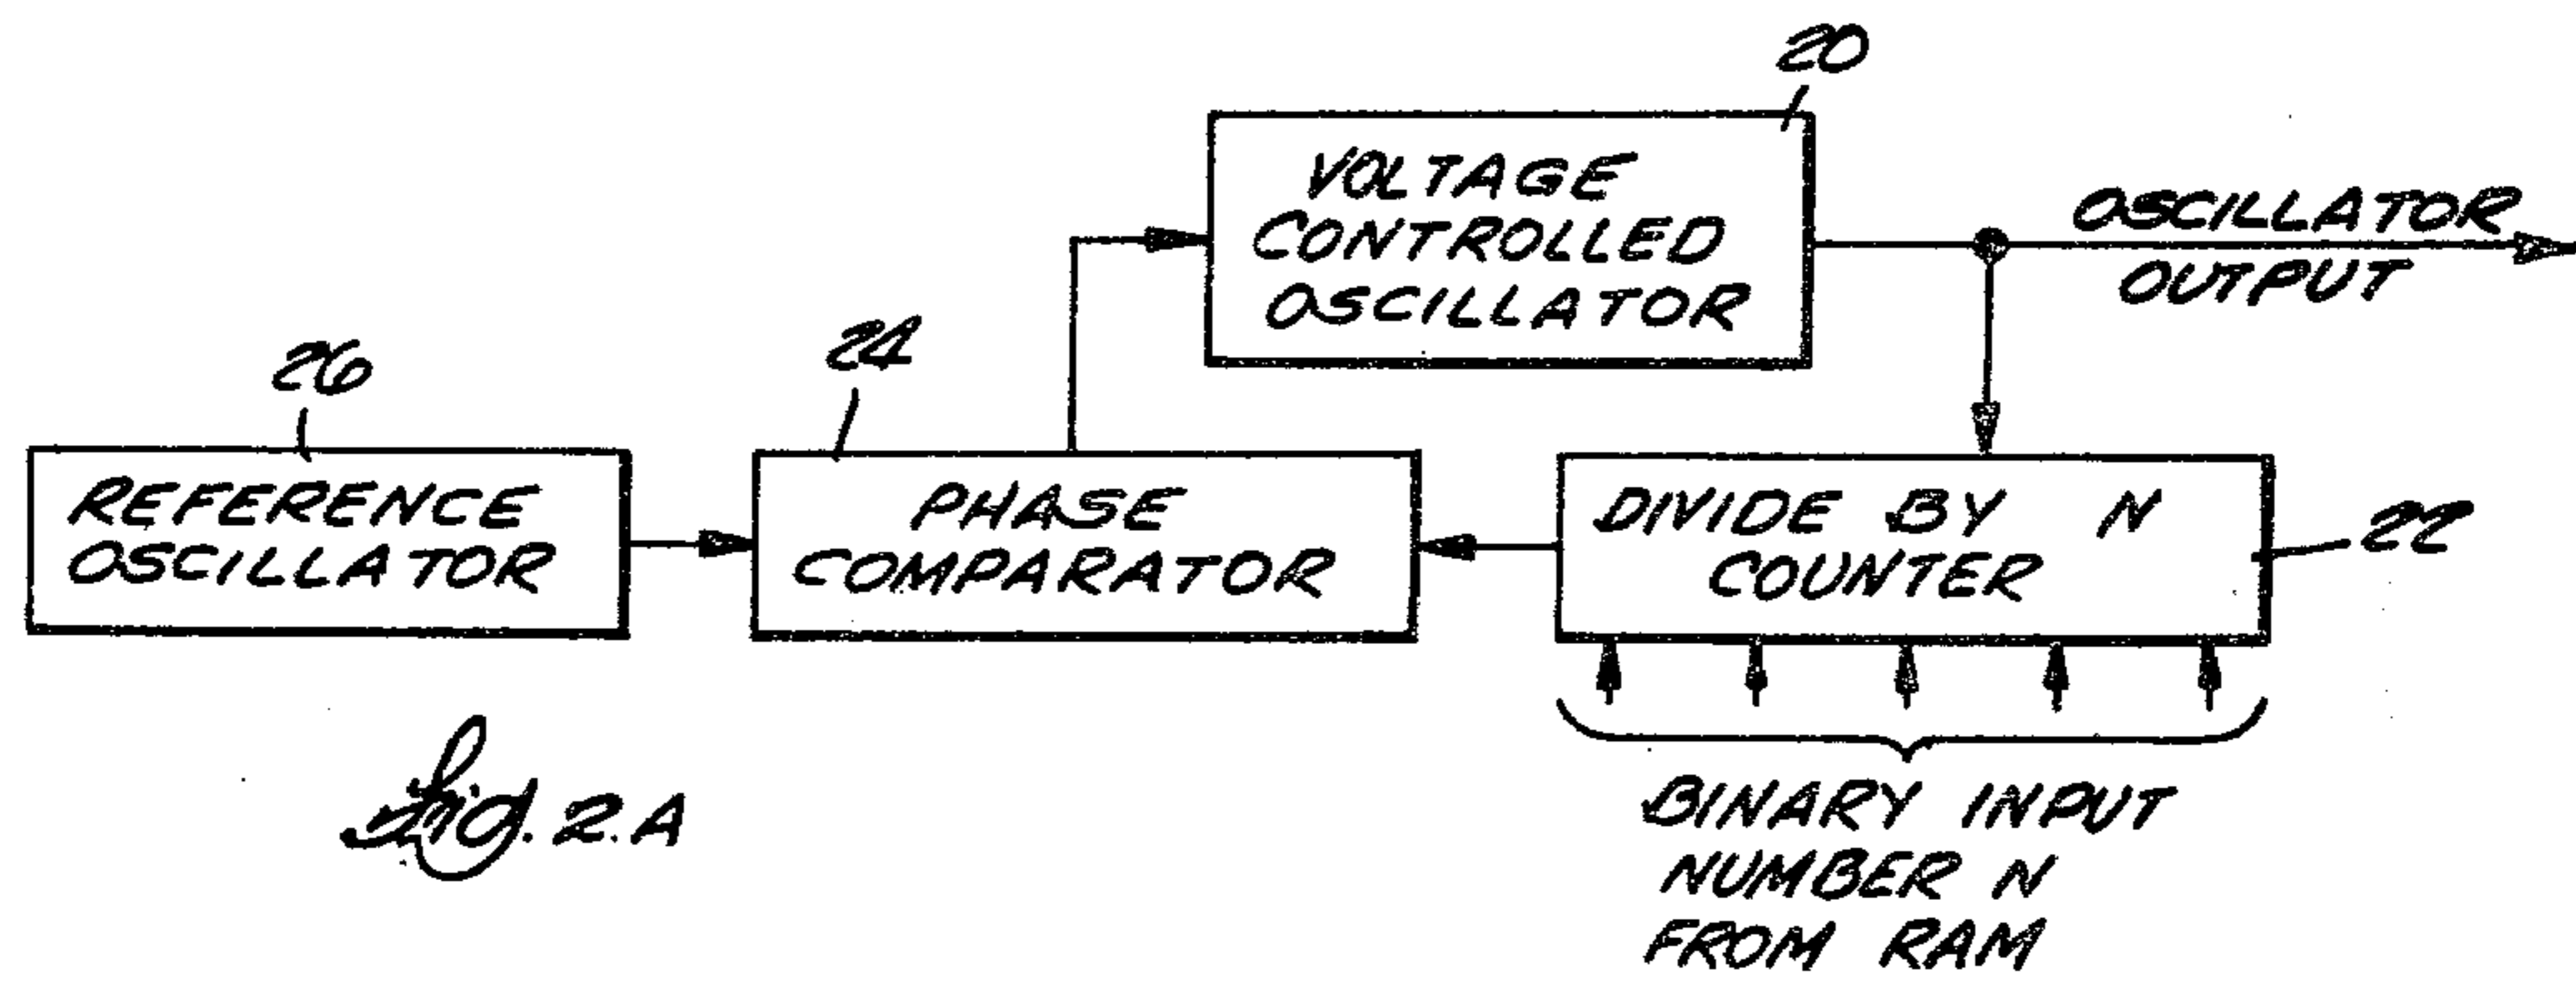 20
VOLTAGE
CONTROLLED
OSCILLATOR
OSCILLATOR
OUTPUT
26
24
REFERENCE
OSCILLATOR
PHASE
COMPARATOR
DIVIDE BY N
COUNTER
22
BINARY INPUT
NUMBER N
FROM RAM
Fig. 2.A